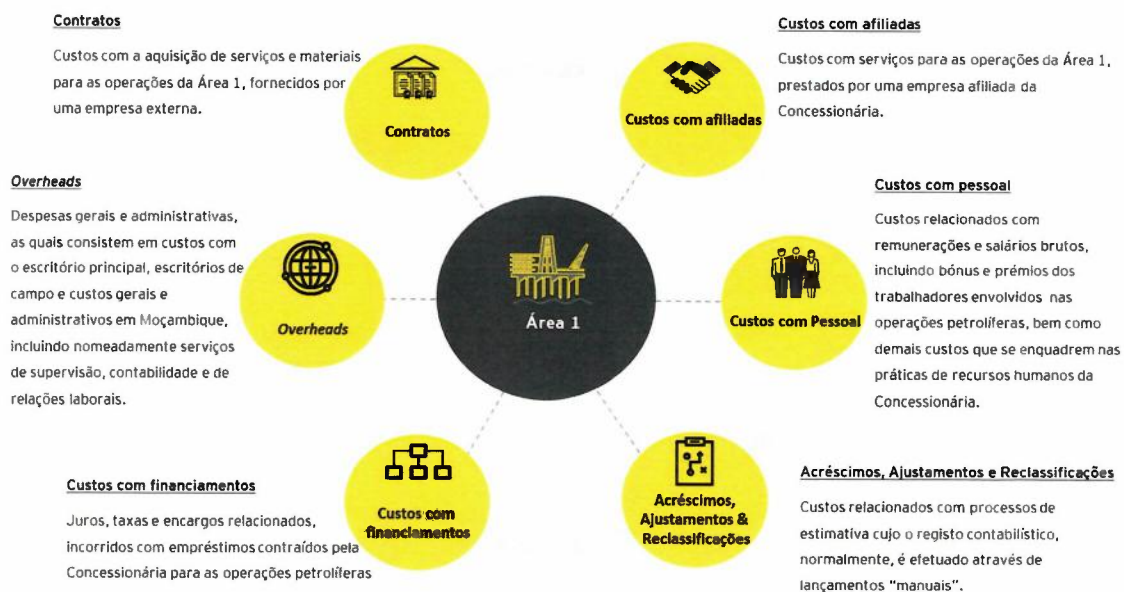 Contratos
Custos com a aquisição de serviços e materiais
para as operações da Área 1, fornecidos por
uma empresa externa.
Contratos
Custos com afiliadas
Custos com serviços para as operações da Área 1,
prestados por uma empresa afiliada da
Concessionária.
Custos com afiliadas
Overheads
Despesas gerais e administrativas,
as quais consistem em custos com
o escritório principal, escritórios de
campo e custos gerais e
administrativos em Moçambique,
incluindo nomeadamente serviços
de supervisão, contabilidade e de
relações laborais.
Overheads
Área 1
Custos com pessoal
Custos relacionados com
remunerações e salários brutos,
incluindo bónus e prémios dos
trabalhadores envolvidos nas
operações petrolíferas, bem como
demais custos que se enquadrem nas
práticas de recursos humanos da
Concessionária.
Custos com Pessoal
Custos com financiamentos
Juros, taxas e encargos relacionados,
incorridos com empréstimos contraídos pela
Concessionária para as operações petrolíferas
Custos com
financiamentos
Acréscimos,
Ajustamentos &
Reclassificações
Acréscimos, Ajustamentos e Reclassificações
Custos relacionados com processos de
estimativa cujo o registo contabilístico,
normalmente, é efetuado através de
lançamentos "manuais".